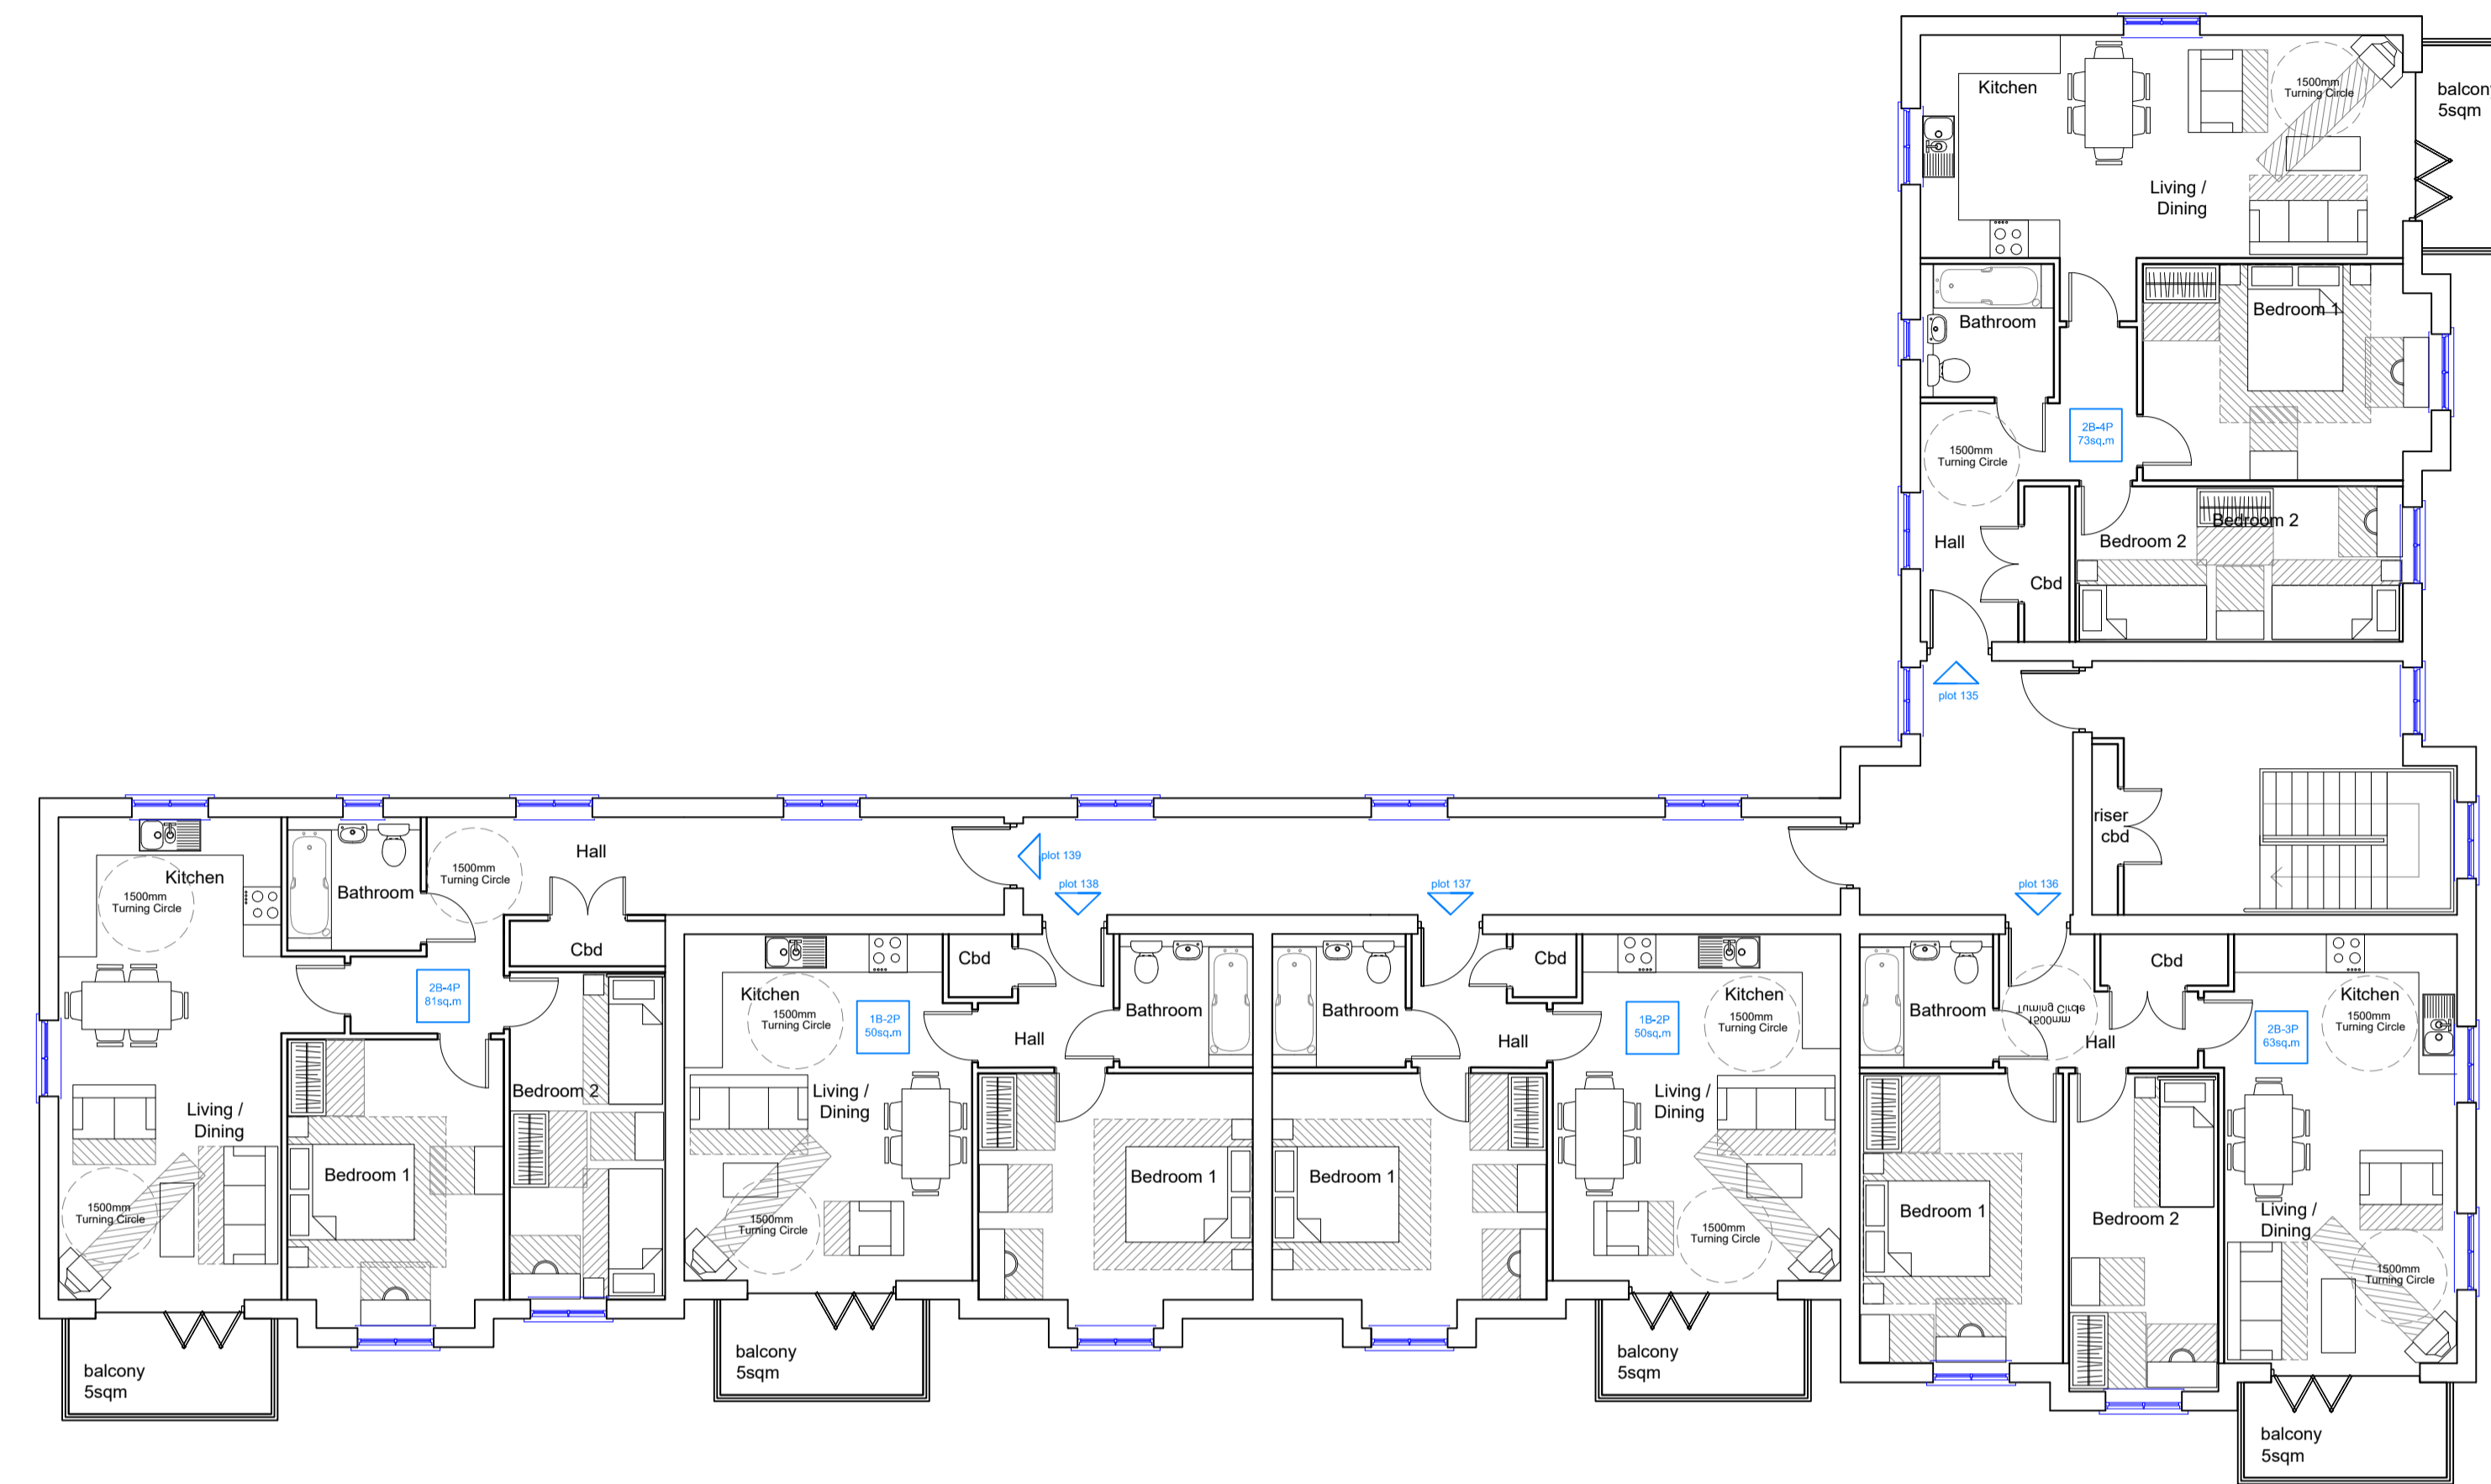 Kitchen
1500mm
Turning Circle
balcony
5sqm
Living /
Dining
Bathroom
Bedroom 1
2B-4P
73sq.m
1500mm
Turning Circle
Hall
Bedroom 2
Bedroom 2
Cbd
plot 135
riser
cbd
plot 139
plot 138
plot 137
plot 136
Kitchen
1500mm
Turning Circle
Bathroom
1500mm
Turning Circle
Hall
Cbd
2B-4P
81sq.m
Living /
Dining
1500mm
Turning Circle
Bedroom 1
Bedroom 2
balcony
5sqm
Kitchen
1500mm
Turning Circle
1B-2P
50sq.m
Cbd
Hall
Bathroom
Living /
Dining
1500mm
Turning Circle
Bedroom 1
balcony
5sqm
Bathroom
Cbd
Hall
1B-2P
50sq.m
Kitchen
1500mm
Turning Circle
Living /
Dining
Bedroom 1
1500mm
Turning Circle
balcony
5sqm
Bathroom
1500mm
Turning Circle
Hall
Cbd
2B-3P
63sq.m
Kitchen
1500mm
Turning Circle
Bedroom 1
Bedroom 2
Living /
Dining
1500mm
Turning Circle
balcony
5sqm